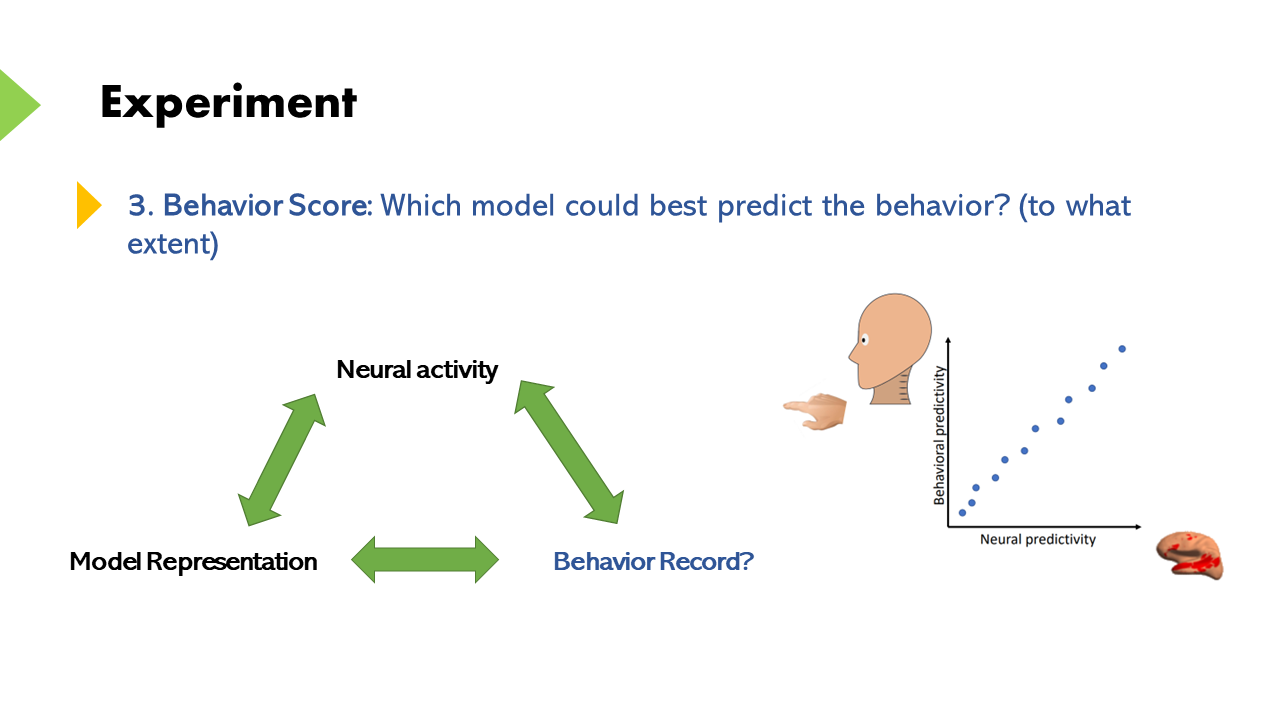 Experiment
3. Behavior Score: Which model could best predict the behavior? (to what
extent)
Neural activity
Model Representation
Behavior Record?
Behavioral predictivity
Neural predictivity